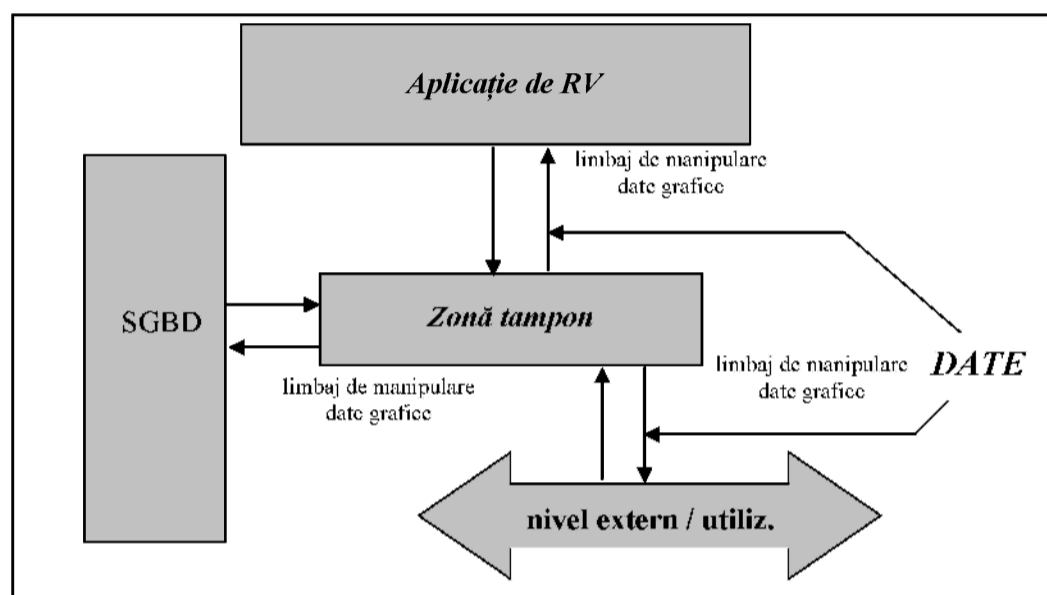 Aplicație de RV
limbaj de manipulare
date grafice
SGBD
Zonă tampon
limbaj de manipulare
date grafice
limbaj de manipulare
date grafice
DATE
nivel extern / utiliz.